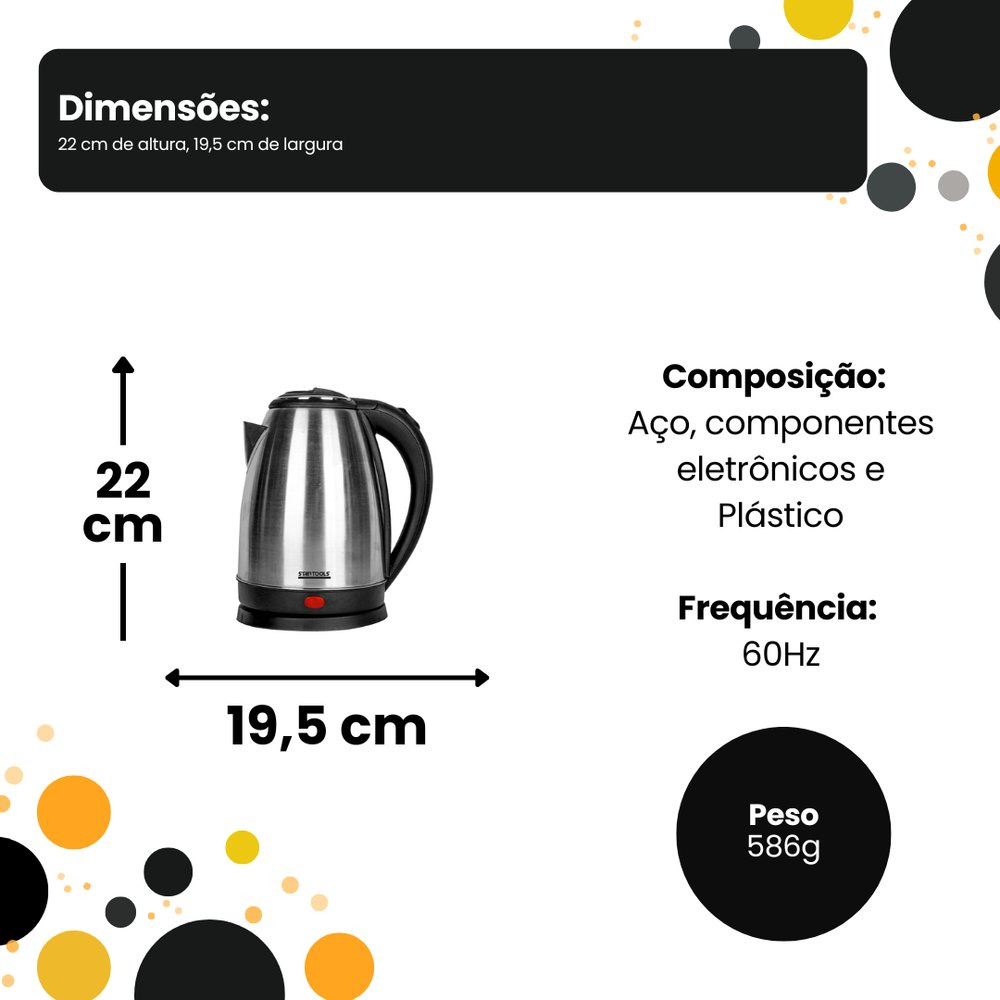 Dimensões:
22 cm de altura, 19,5 cm de largura
22
cm
19,5 cm
STARTOOLS
Composição:
Aço, componentes
eletrônicos e
Plástico
Frequência:
60Hz
Peso
586g